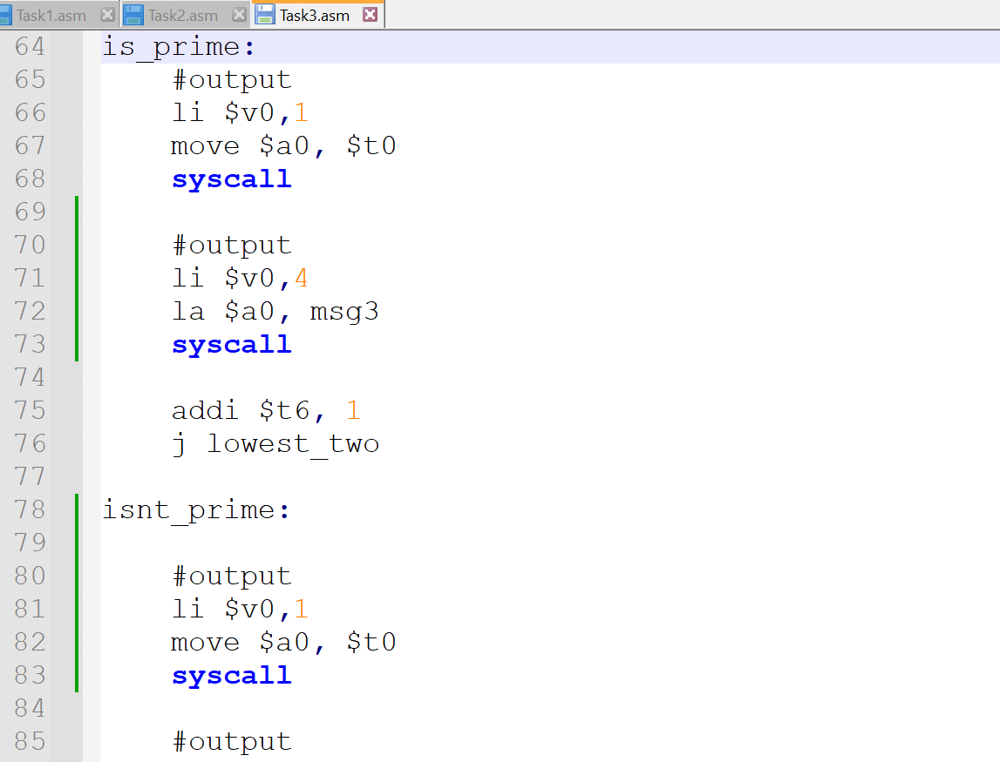 Task1.asm Task2.asm Task3.asm
64 is_prime:
65 #output
66 li $v0,1
67 move $a0, $t0
68 syscall
69
70 #output
71 li $v0,4
72 la $a0, msg3
73 syscall
74
75 addi $t6, 1
76 j lowest_two
77
78 isnt_prime:
79
80 #output
81 li $v0,1
82 move $a0, $t0
83 syscall
84
85 #output